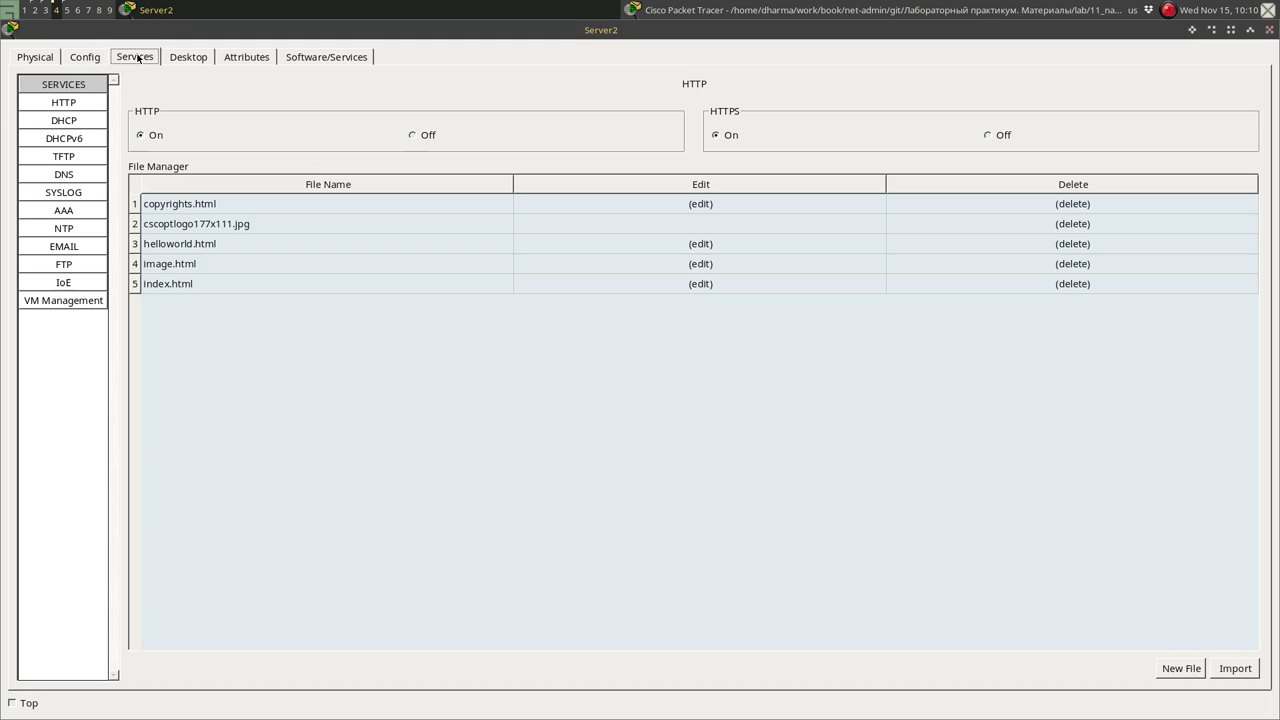 1 2 3 4 5 6 7 8 9 Server2 Cisco Packet Tracer - /home/dharma/work/book/net-admin/git//Лабораторный практикум. Материалы/lab/11_na... us Wed Nov 15, 10:10
Server2
Physical Config Services Desktop Attributes Software/Services
SERVICES
HTTP
DHCP
DHCPv6
TFTP
DNS
SYSLOG
AAA
NTP
EMAIL
FTP
IoE
VM Management
HTTP
HTTP
On Off
HTTPS
On Off
File Manager
File Name Edit Delete
1 copyrights.html (edit) (delete)
2 cscoptlogo177x111.jpg (delete)
3 helloworld.html (edit) (delete)
4 image.html (edit) (delete)
5 index.html (edit) (delete)
New File Import
Top